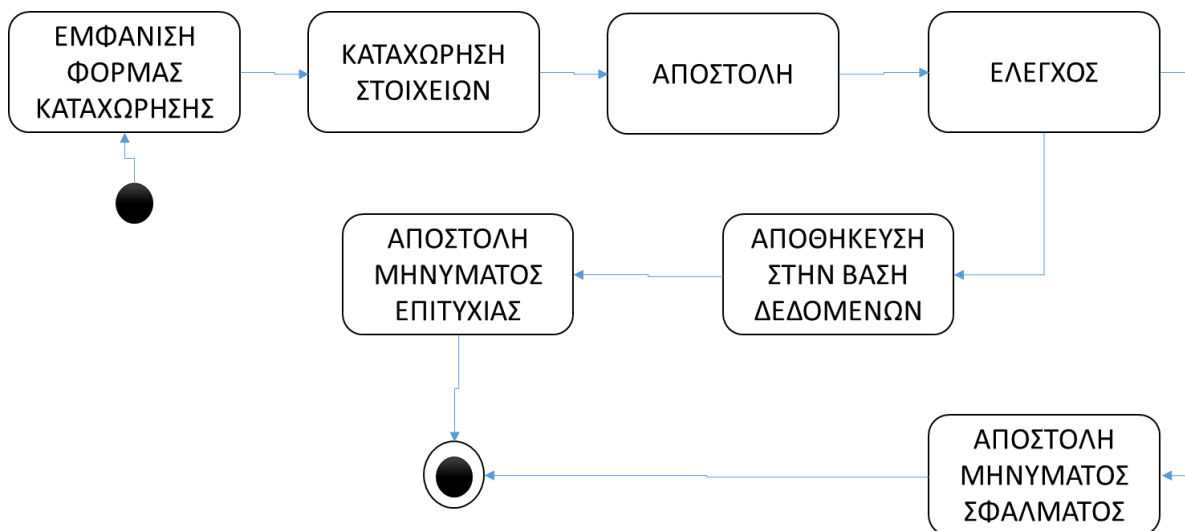 ΕΜΦΑΝΙΣΗ
ΦΟΡΜΑΣ
ΚΑΤΑΧΩΡΗΣΗΣ
ΚΑΤΑΧΩΡΗΣΗ
ΣΤΟΙΧΕΙΩΝ
ΑΠΟΣΤΟΛΗ
ΕΛΕΓΧΟΣ
ΑΠΟΣΤΟΛΗ
ΜΗΝΥΜΑΤΟΣ
ΕΠΙΤΥΧΙΑΣ
ΑΠΟΘΗΚΕΥΣΗ
ΣΤΗΝ ΒΑΣΗ
ΔΕΔΟΜΕΝΩΝ
ΑΠΟΣΤΟΛΗ
ΜΗΝΥΜΑΤΟΣ
ΣΦΑΛΜΑΤΟΣ